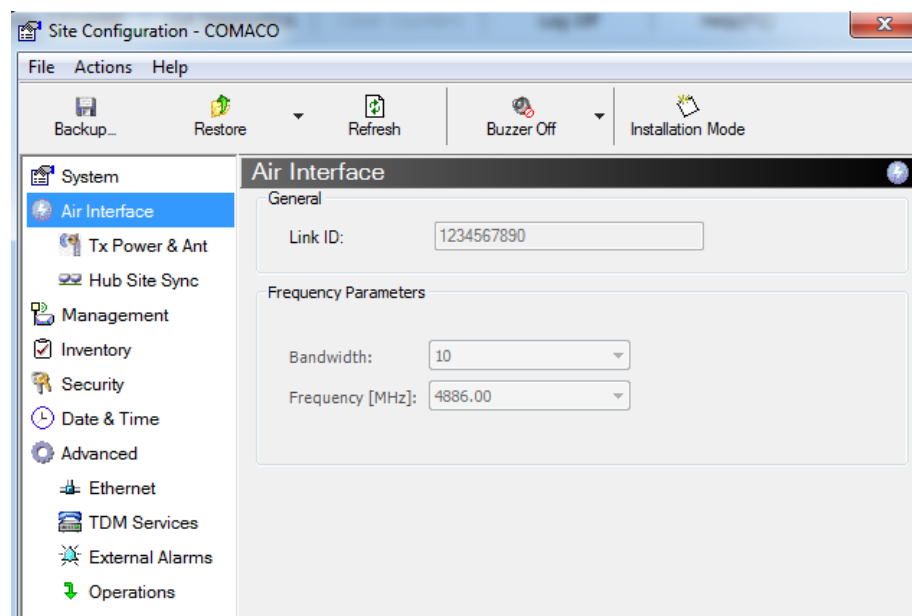 Site Configuration - COMACO
File Actions Help
Backup... Restore Refresh Buzzer Off Installation Mode
System
Air Interface
Tx Power & Ant
Hub Site Sync
Management
Inventory
Security
Date & Time
Advanced
Ethernet
TDM Services
External Alarms
Operations
Air Interface
General
Link ID: 1234567890
Frequency Parameters
Bandwidth: 10
Frequency [MHz]: 4886.00